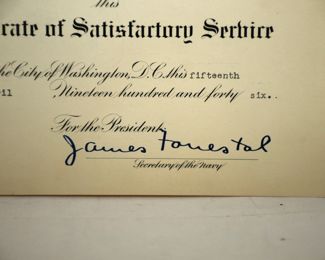 this
cate of Satisfactory Service
the City of Washington, D.C. this fifteenth
il Nineteen hundred and forty six..
For the President:
James Forrestal
Secretary of the Navy